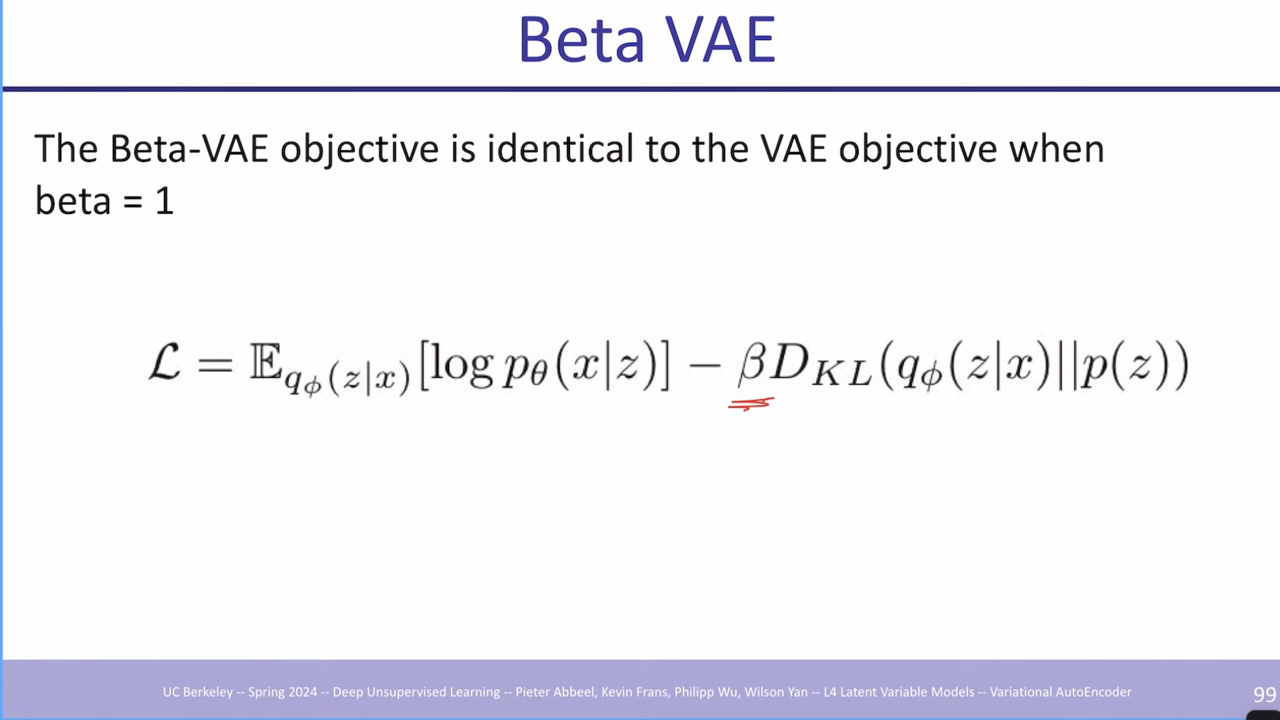 Beta VAE
The Beta-VAE objective is identical to the VAE objective when
beta = 1
ℒ = 𝔼_{q_ϕ(z|x)}[log p_θ(x|z)] − βD_{KL}(q_ϕ(z|x)||p(z))
UC Berkeley -- Spring 2024 -- Deep Unsupervised Learning -- Pieter Abbeel, Kevin Frans, Philipp Wu, Wilson Yan -- L4 Latent Variable Models -- Variational AutoEncoder
99